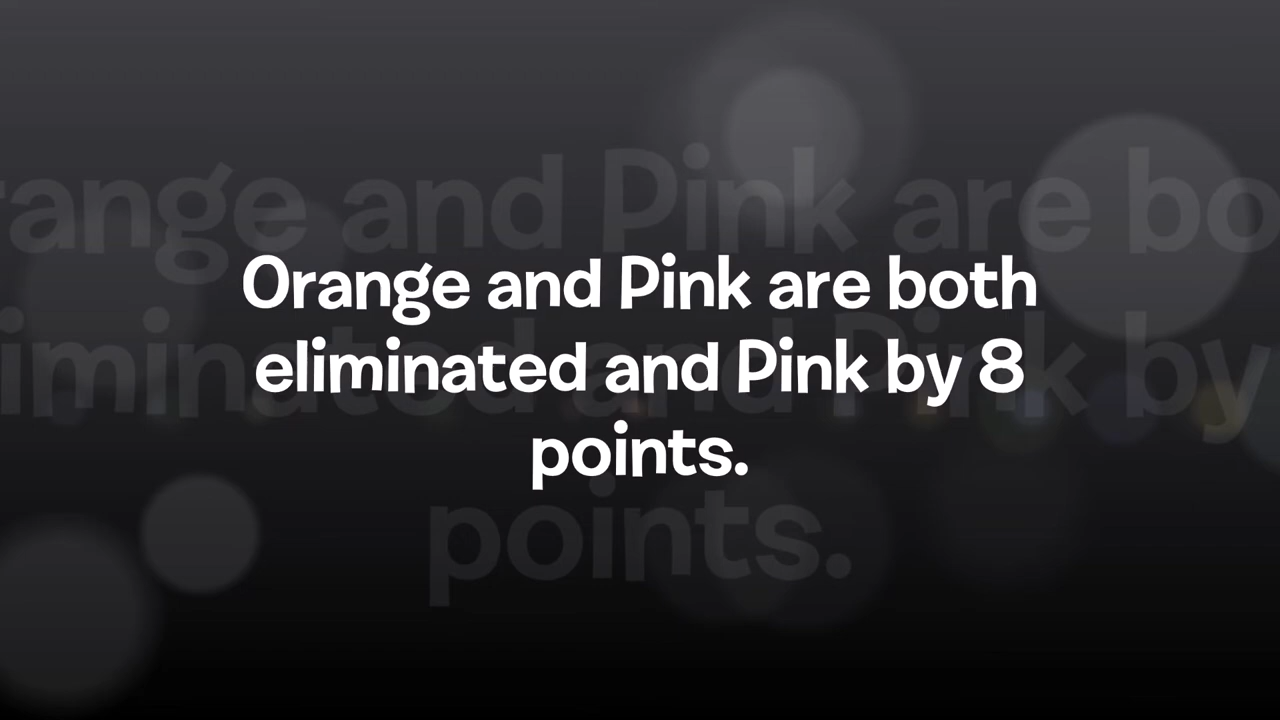 Orange and Pink are both
eliminated and Pink by 8
points.